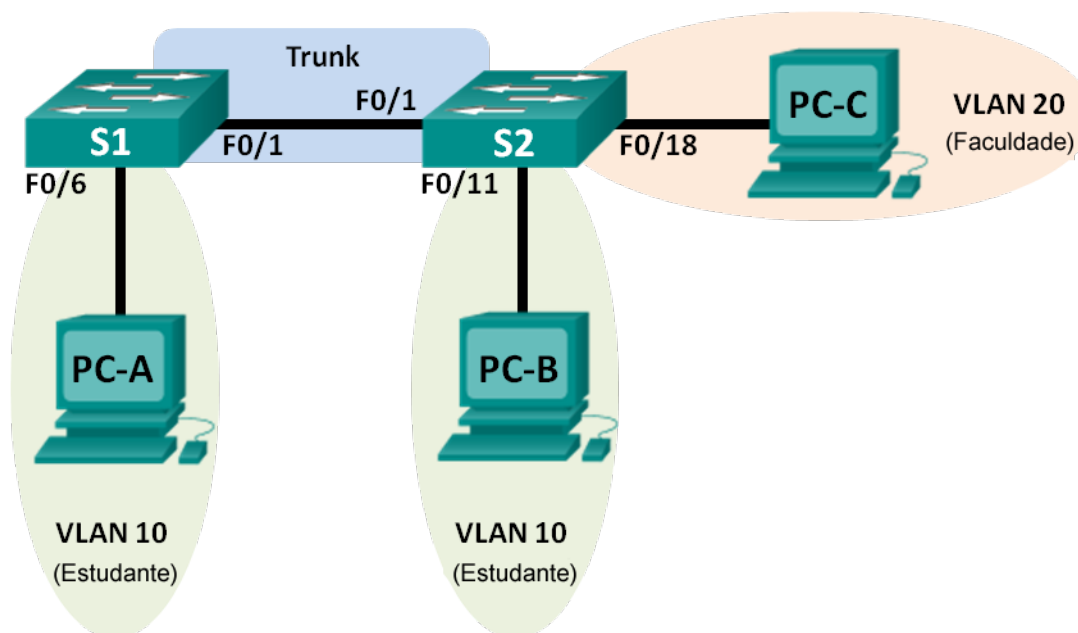 Trunk
F0/1
S1
F0/1
S2
F0/18
PC-C
VLAN 20
(Faculdade)
F0/6
F0/11
PC-A
PC-B
VLAN 10
(Estudante)
VLAN 10
(Estudante)